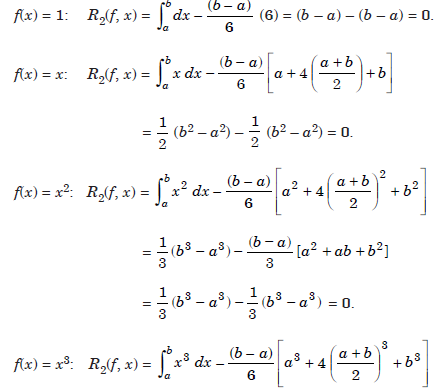 f(x) = 1: R₂(f, x) = ∫ₐᵇ dx − (b − a)/6 (6) = (b − a) − (b − a) = 0.
f(x) = x: R₂(f, x) = ∫ₐᵇ x dx − (b − a)/6 [a + 4((a + b)/2) + b]
= 1/2 (b² − a²) − 1/2 (b² − a²) = 0.
f(x) = x²: R₂(f, x) = ∫ₐᵇ x² dx − (b − a)/6 [a² + 4((a + b)/2)² + b²]
= 1/3 (b³ − a³) − (b − a)/3 [a² + ab + b²]
= 1/3 (b³ − a³) − 1/3 (b³ − a³) = 0.
f(x) = x³: R₂(f, x) = ∫ₐᵇ x³ dx − (b − a)/6 [a³ + 4((a + b)/2)³ + b³]